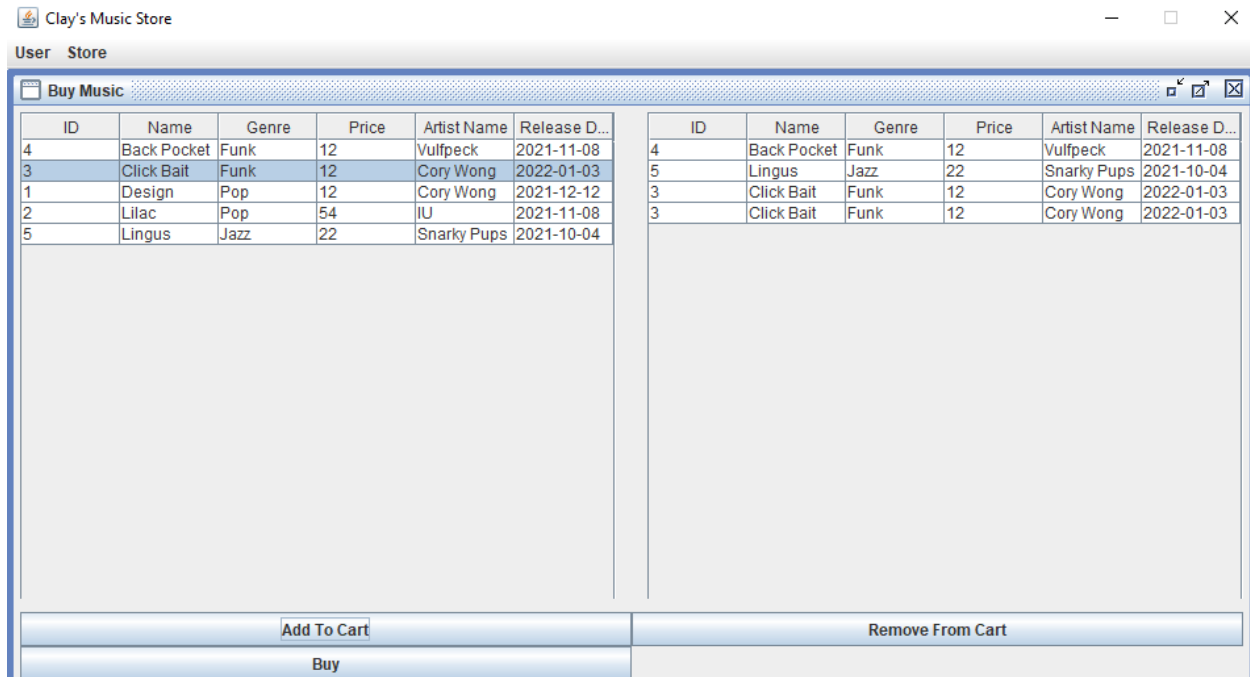 Clay's Music Store
User Store
Buy Music
ID Name Genre Price Artist Name Release D...
4 Back Pocket Funk 12 Vulfpeck 2021-11-08
3 Click Bait Funk 12 Cory Wong 2022-01-03
1 Design Pop 12 Cory Wong 2021-12-12
2 Lilac Pop 54 IU 2021-11-08
5 Lingus Jazz 22 Snarky Pups 2021-10-04
ID Name Genre Price Artist Name Release D...
4 Back Pocket Funk 12 Vulfpeck 2021-11-08
5 Lingus Jazz 22 Snarky Pups 2021-10-04
3 Click Bait Funk 12 Cory Wong 2022-01-03
3 Click Bait Funk 12 Cory Wong 2022-01-03
Add To Cart Remove From Cart
Buy